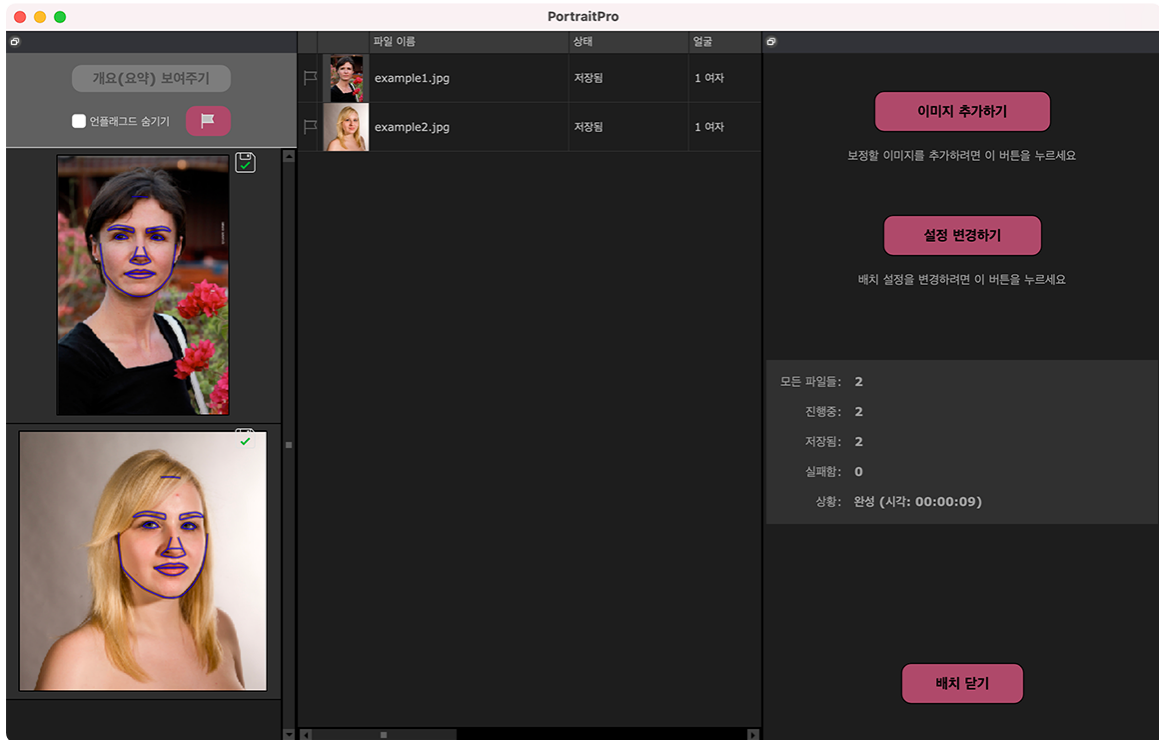 PortraitPro
개요(요약) 보여주기
언플래그드 숨기기
파일 이름 상태 얼굴
example1.jpg 저장됨 1 여자
example2.jpg 저장됨 1 여자
이미지 추가하기
보정할 이미지를 추가하려면 이 버튼을 누르세요
설정 변경하기
배치 설정을 변경하려면 이 버튼을 누르세요
모든 파일들: 2
진행중: 2
저장됨: 2
실패함: 0
상황: 완성 (시각: 00:00:09)
배치 닫기